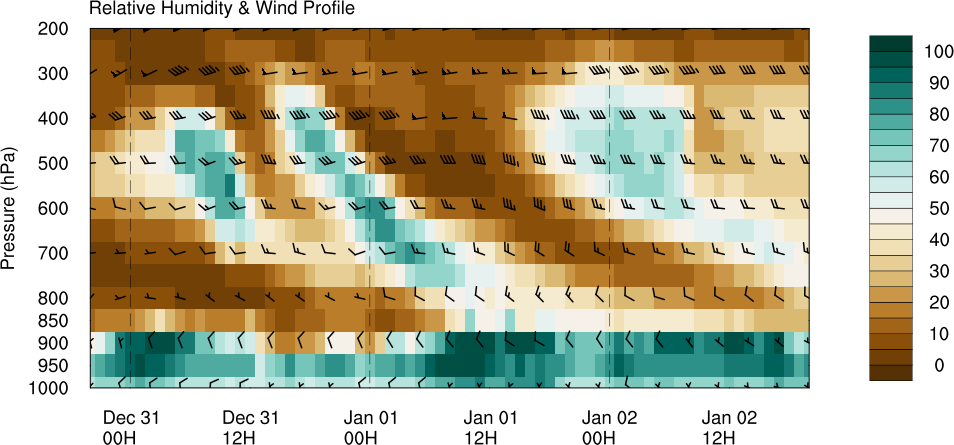 Relative Humidity & Wind Profile
Pressure (hPa)
200
300
400
500
600
700
800
850
900
950
1000
Dec 31
00H
Dec 31
12H
Jan 01
00H
Jan 01
12H
Jan 02
00H
Jan 02
12H
100
90
80
70
60
50
40
30
20
10
0